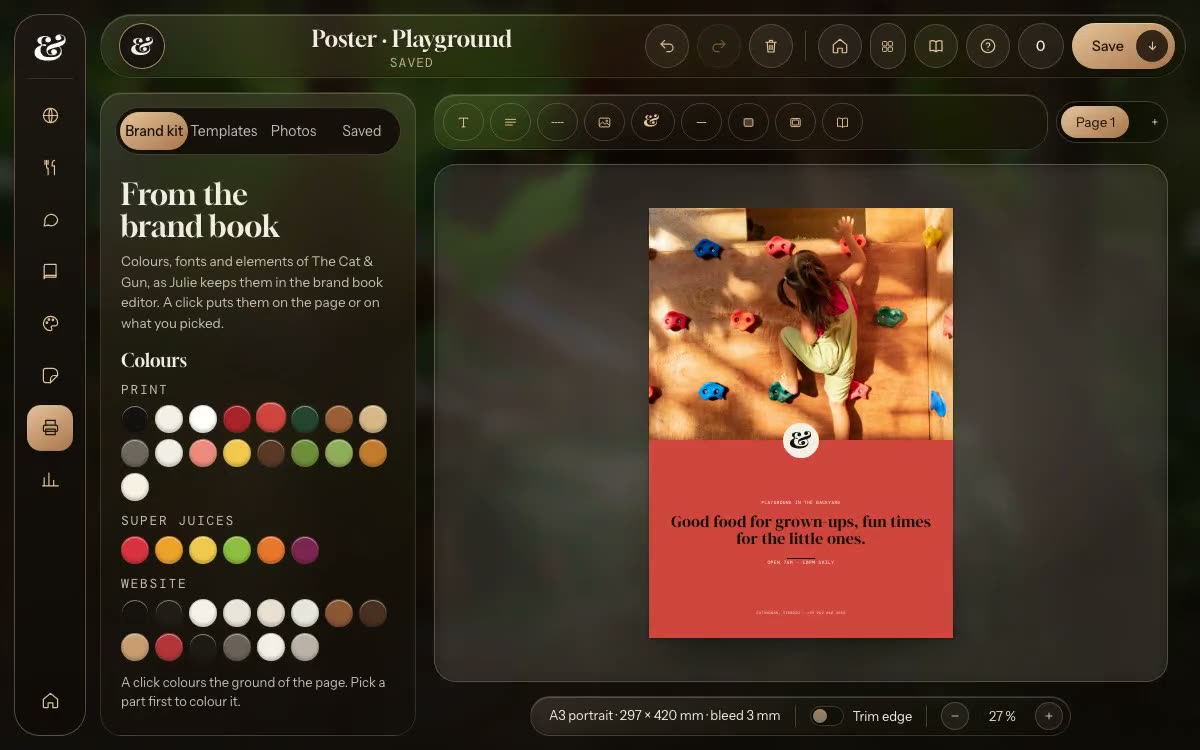 &
&
Poster · Playground
SAVED
0
Save
Brand kit
Templates
Photos
Saved
From the
brand book
Colours, fonts and elements of The Cat &
Gun, as Julie keeps them in the brand book
editor. A click puts them on the page or on
what you picked.
Colours
PRINT
SUPER JUICES
WEBSITE
A click colours the ground of the page. Pick a
part first to colour it.
T
&
Page 1
+
&
PLAYGROUND IN THE BACKYARD
Good food for grown-ups, fun times
for the little ones.
OPEN 7AM – 10PM DAILY
A3 portrait · 297 × 420 mm · bleed 3 mm
Trim edge
−
27 %
+